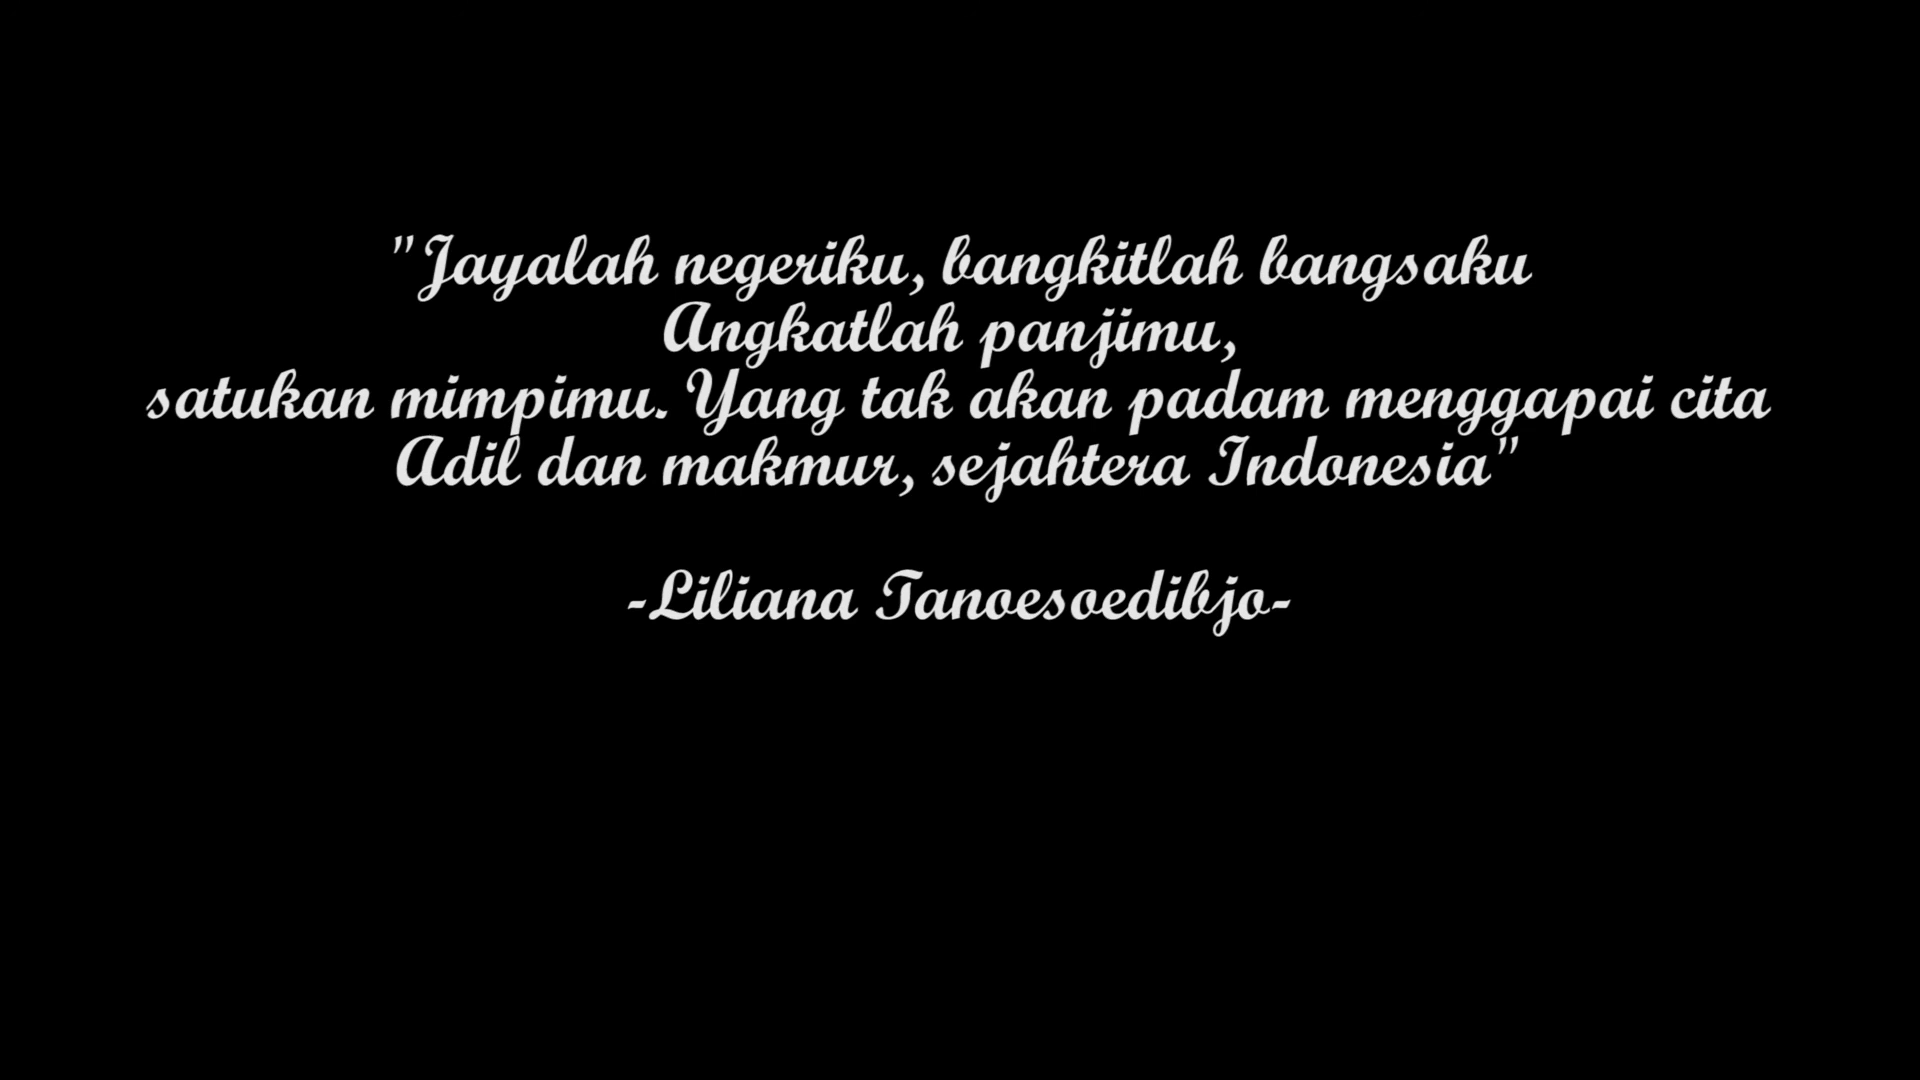 "Jayalah negeriku, bangkitlah bangsaku
Angkatlah panjimu,
satukan mimpimu. Yang tak akan padam menggapai cita
Adil dan makmur, sejahtera Indonesia"
-Liliana Tanoesoedibjo-